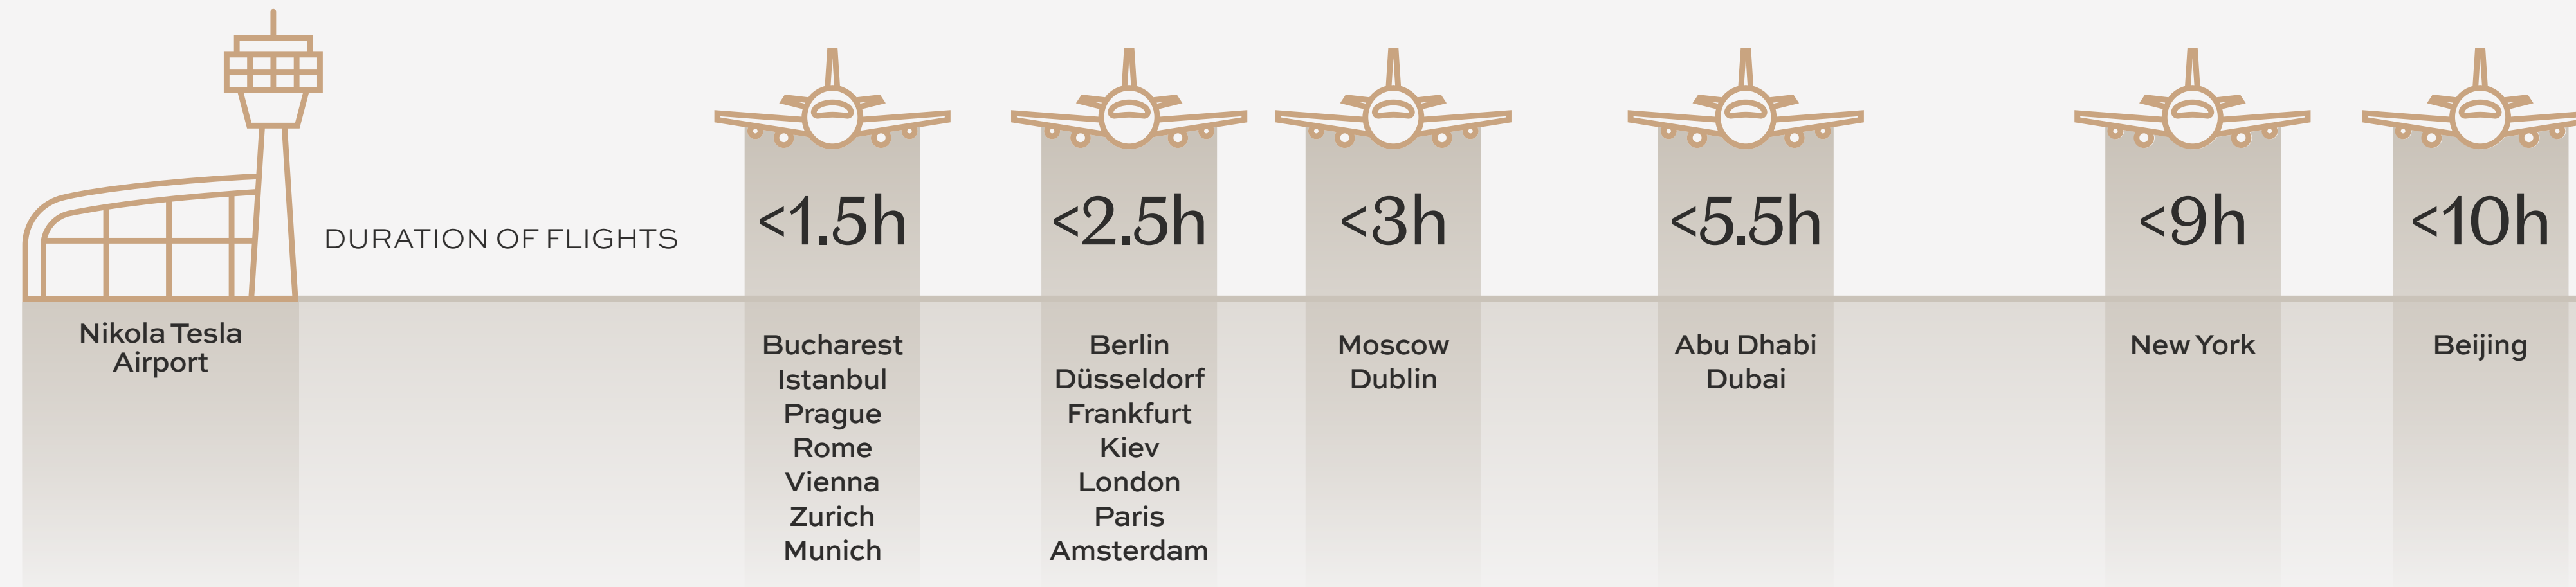 DURATION OF FLIGHTS
<1.5h
<2.5h
<3h
<5.5h
<9h
<10h
Nikola Tesla
Airport
Bucharest
Istanbul
Prague
Rome
Vienna
Zurich
Munich
Berlin
Düsseldorf
Frankfurt
Kiev
London
Paris
Amsterdam
Moscow
Dublin
Abu Dhabi
Dubai
New York
Beijing